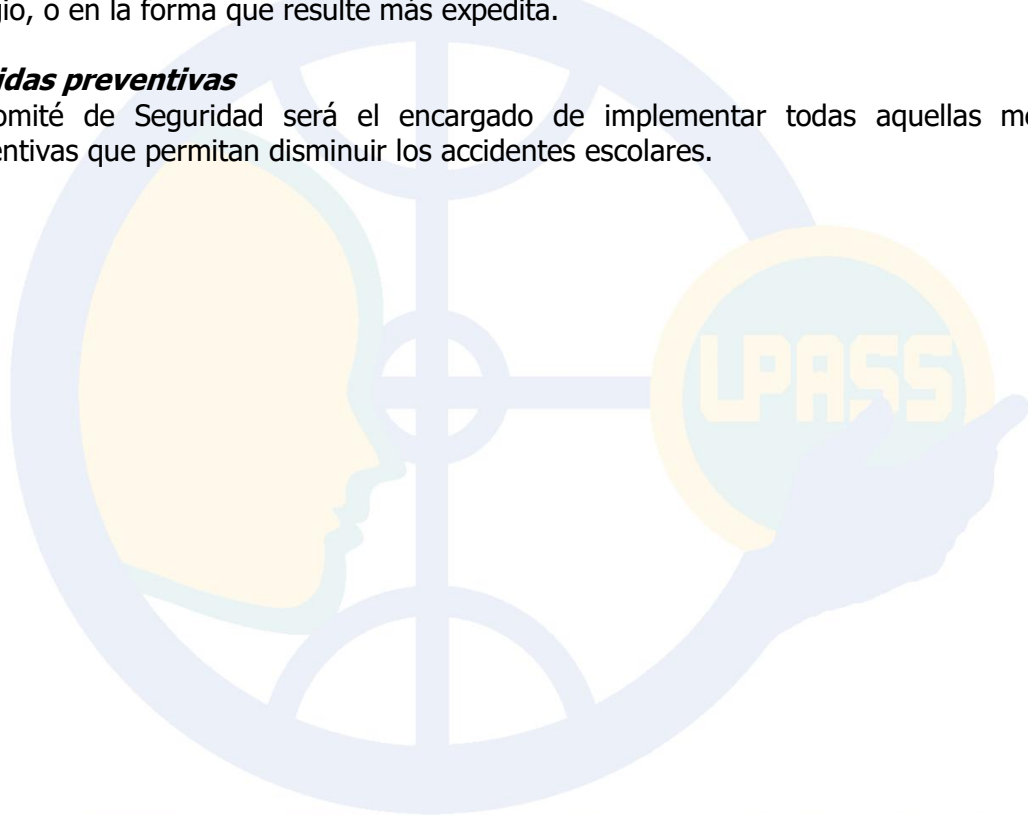 gio, o en la forma que resulte más expedita.
idas preventivas
omité de Seguridad será el encargado de implementar todas aquellas me
entivas que permitan disminuir los accidentes escolares.
LPASS